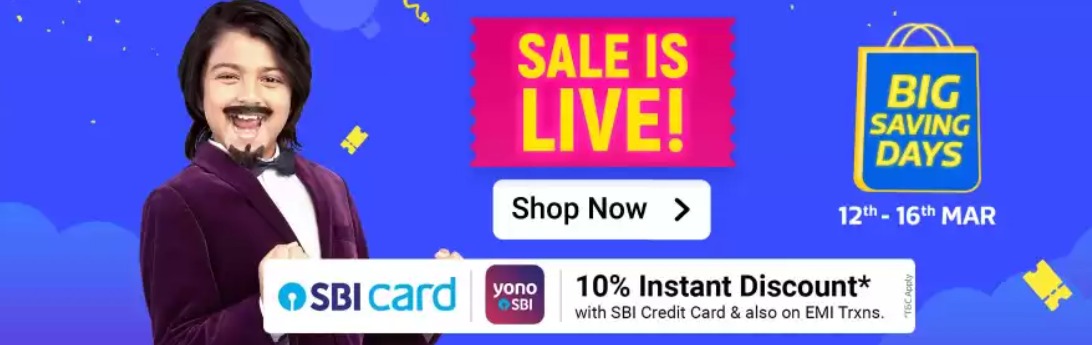 SALE IS
LIVE!
Shop Now
BIG
SAVING
DAYS
12th - 16th MAR
SBI card
yono
SBI
10% Instant Discount*
with SBI Credit Card & also on EMI Trxns.
*T&C Apply